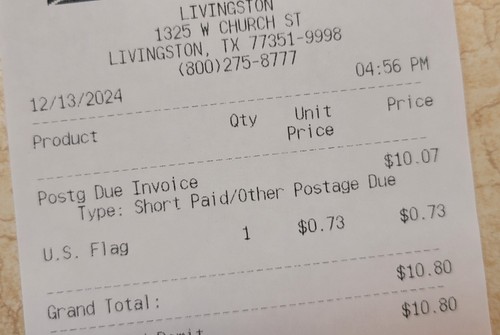 LIVINGSTON
1325 W CHURCH ST
LIVINGSTON, TX 77351-9998
(800)275-8777
12/13/2024 04:56 PM
Product Qty Unit Price
Price
Postg Due Invoice $10.07
Type: Short Paid/Other Postage Due
U.S. Flag 1 $0.73 $0.73
Grand Total: $10.80
$10.80